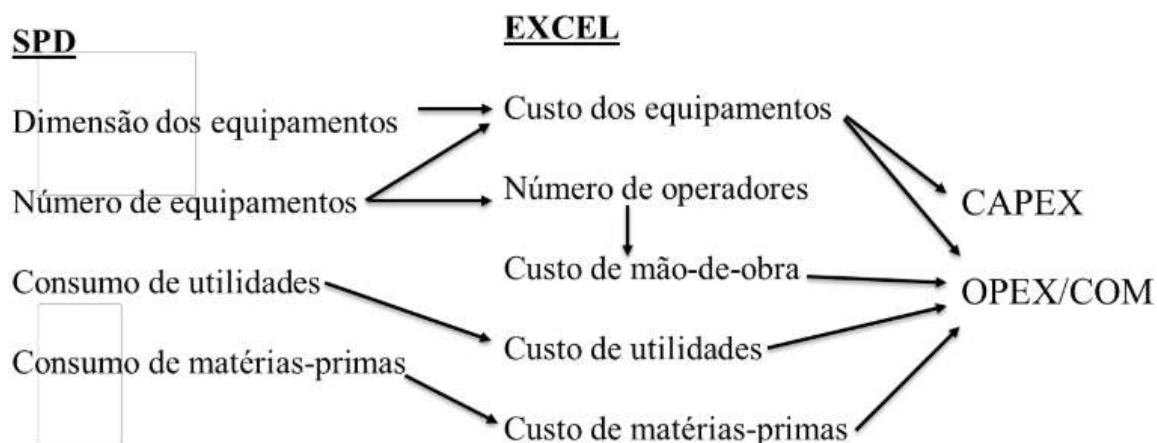 SPD
Dimensão dos equipamentos
Número de equipamentos
Consumo de utilidades
Consumo de matérias-primas
EXCEL
Custo dos equipamentos
Número de operadores
Custo de mão-de-obra
Custo de utilidades
Custo de matérias-primas
CAPEX
OPEX/COM